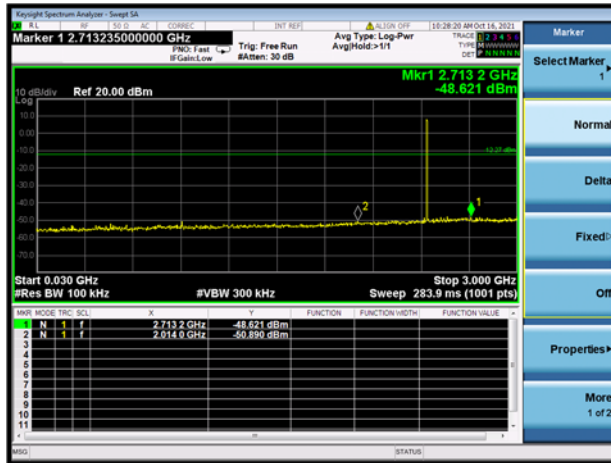 Keysight Spectrum Analyzer - Swept SA
RL RF 50 Ω AC CORREC INT REF ALIGN OFF 10:28:20 AM Oct 16, 2021
Marker 1 2.713235000000 GHz
PNO: Fast
IFGain:Low
Trig: Free Run
#Atten: 30 dB
Avg Type: Log-Pwr
Avg|Hold:>1/1
TRACE 1 2 3 4 5 6
TYPE MWWWWW
DET P NNNNN
Mkr1 2.713 2 GHz
-48.621 dBm
10 dB/div
Log
Ref 20.00 dBm
10.0
0.00
-10.0
-20.0
-30.0
-40.0
-50.0
-60.0
-70.0
-12.27 dBm
2
1
Start 0.030 GHz
Stop 3.000 GHz
#Res BW 100 kHz
#VBW 300 kHz
Sweep 283.9 ms (1001 pts)
MKR MODE TRC SCL X Y FUNCTION FUNCTION WIDTH FUNCTION VALUE
1 N 1 f 2.713 2 GHz -48.621 dBm
2 N 1 f 2.014 0 GHz -50.890 dBm
3
4
5
6
7
8
9
10
11
MSG
STATUS
Marker
Select Marker
1
Normal
Delta
Fixed
Off
Properties
More
1 of 2